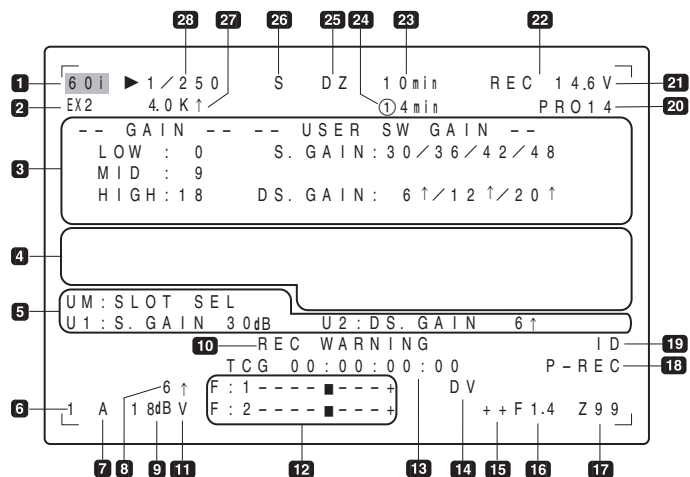 28 27 26 25 24 23 22
1 60i ►1/250 S DZ 10min REC 14.6V 21
2 EX2 4.0K↑ ①4min PRO14 20
-- GAIN -- -- USER SW GAIN --
LOW : 0 S. GAIN:30/36/42/48
3 MID : 9
HIGH:18 DS. GAIN: 6↑/12↑/20↑
4
5 UM:SLOT SEL
U1:S. GAIN 30dB U2:DS. GAIN 6↑
10 REC WARNING ID 19
TCG 00:00:00:00 P-REC 18
6↑ F:1----■---+ DV
6 1 A 18dB V F:2----■---+ ++F1.4 Z99
7 8 9 11 12 13 14 15 16 17